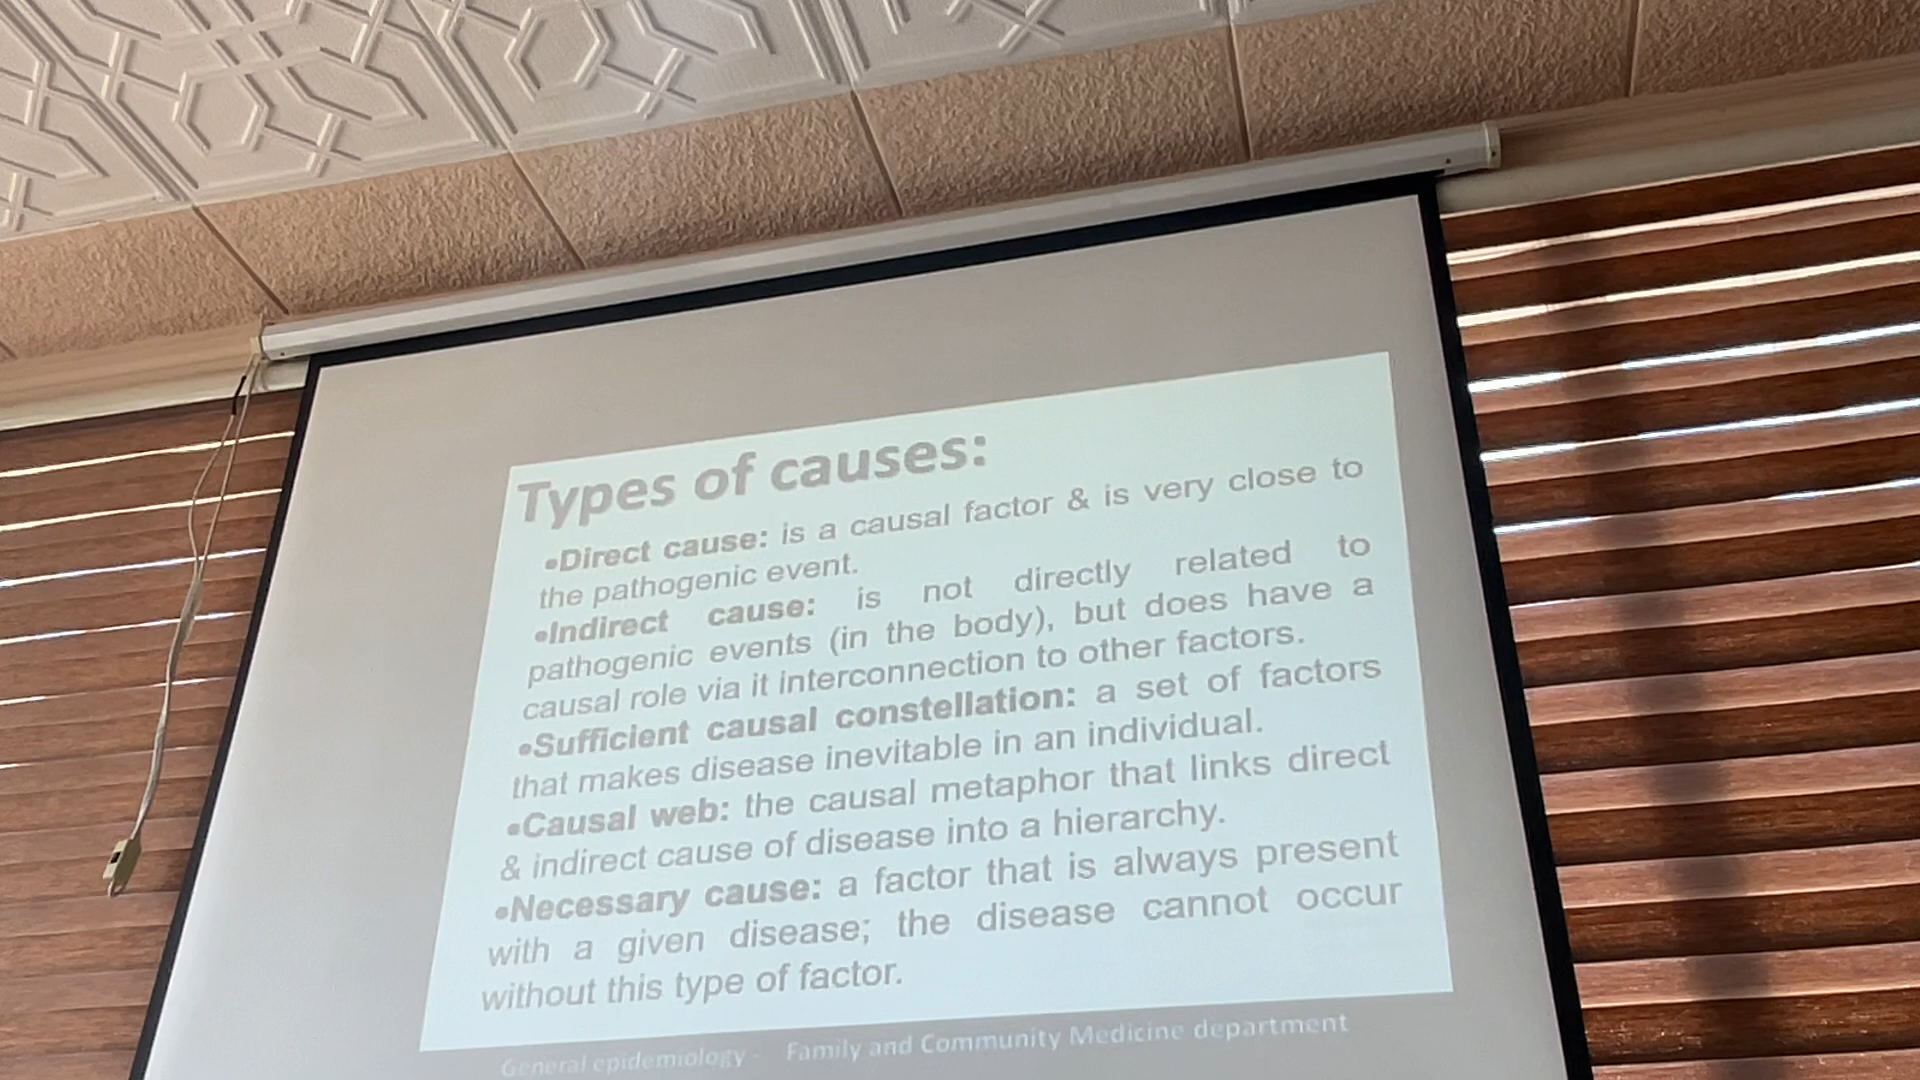 Types of causes:
•Direct cause: is a causal factor & is very close to
the pathogenic event.
•Indirect cause: is not directly related to
pathogenic events (in the body), but does have a
causal role via it interconnection to other factors.
•Sufficient causal constellation: a set of factors
that makes disease inevitable in an individual.
•Causal web: the causal metaphor that links direct
& indirect cause of disease into a hierarchy.
•Necessary cause: a factor that is always present
with a given disease; the disease cannot occur
without this type of factor.
General epidemiology - Family and Community Medicine department